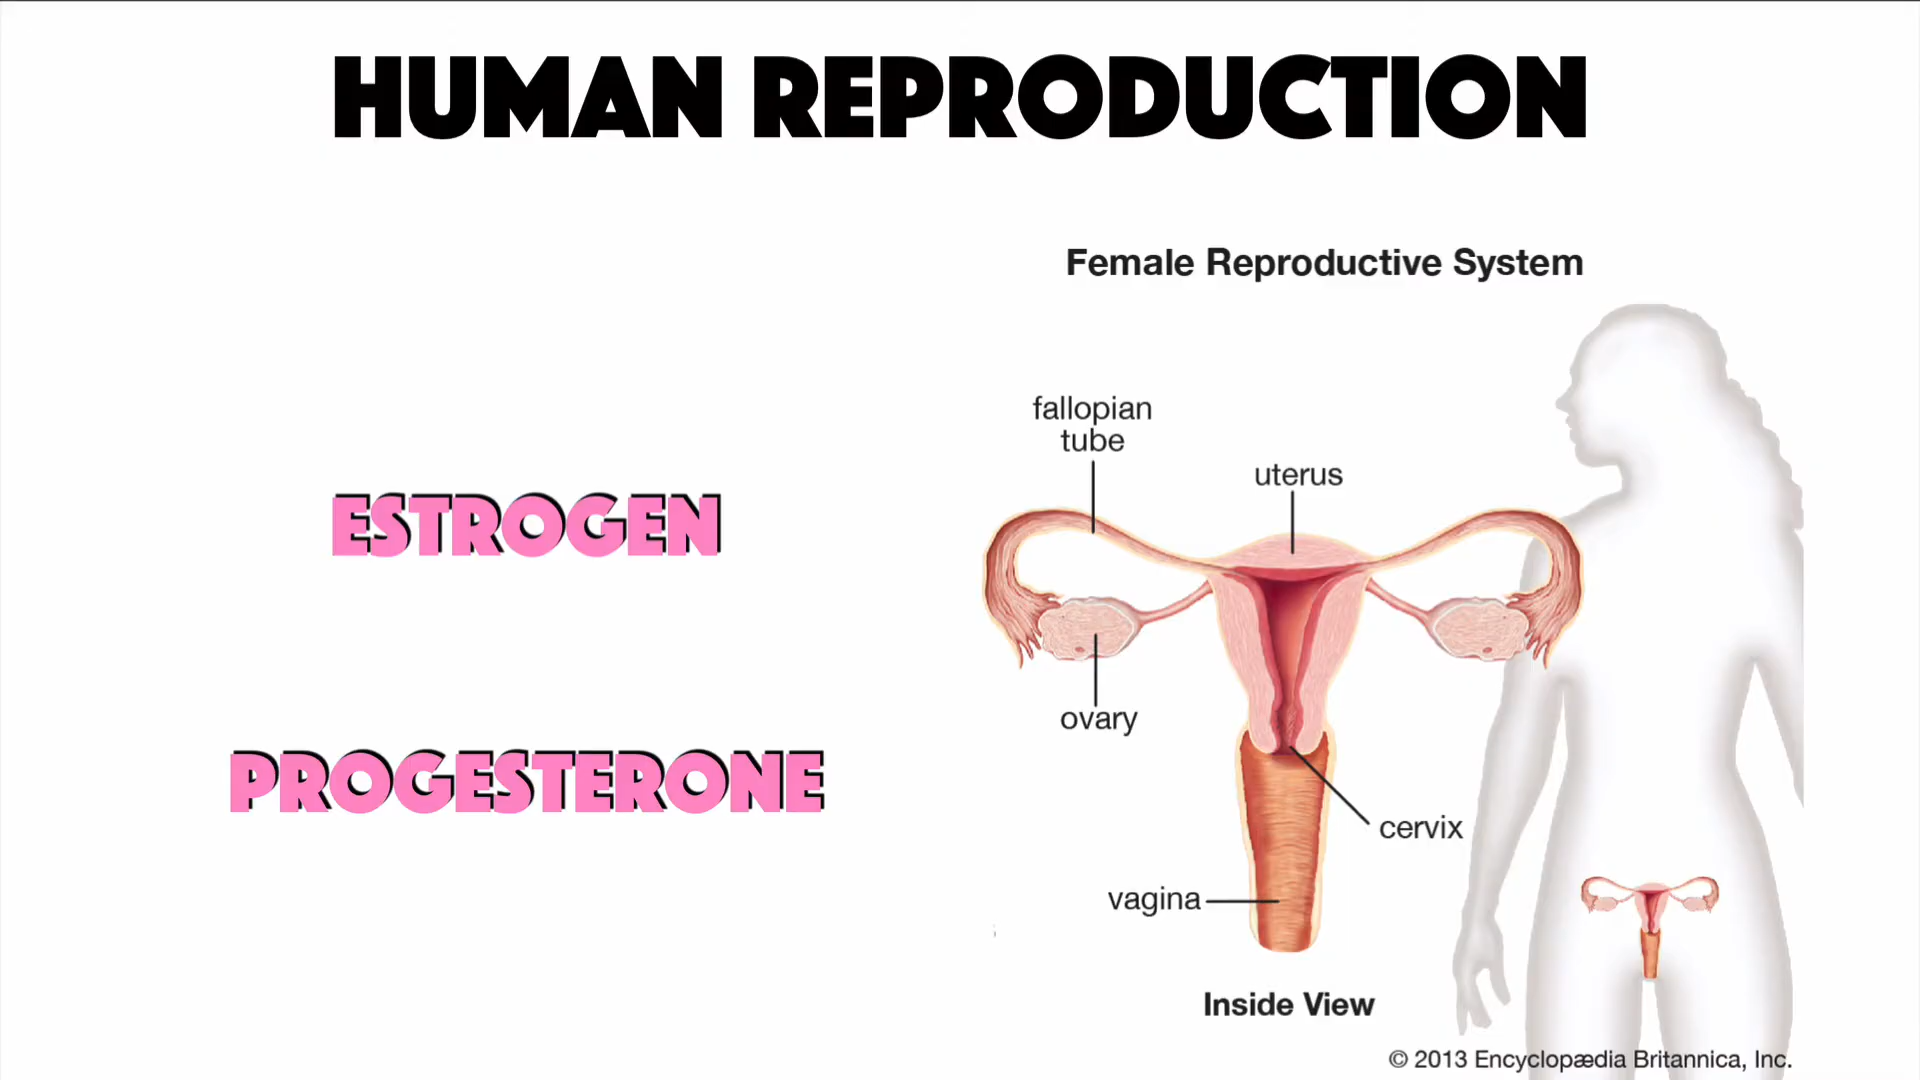 HUMAN REPRODUCTION
ESTROGEN
PROGESTERONE
Female Reproductive System
fallopian
tube
uterus
ovary
cervix
vagina
Inside View
© 2013 Encyclopædia Britannica, Inc.